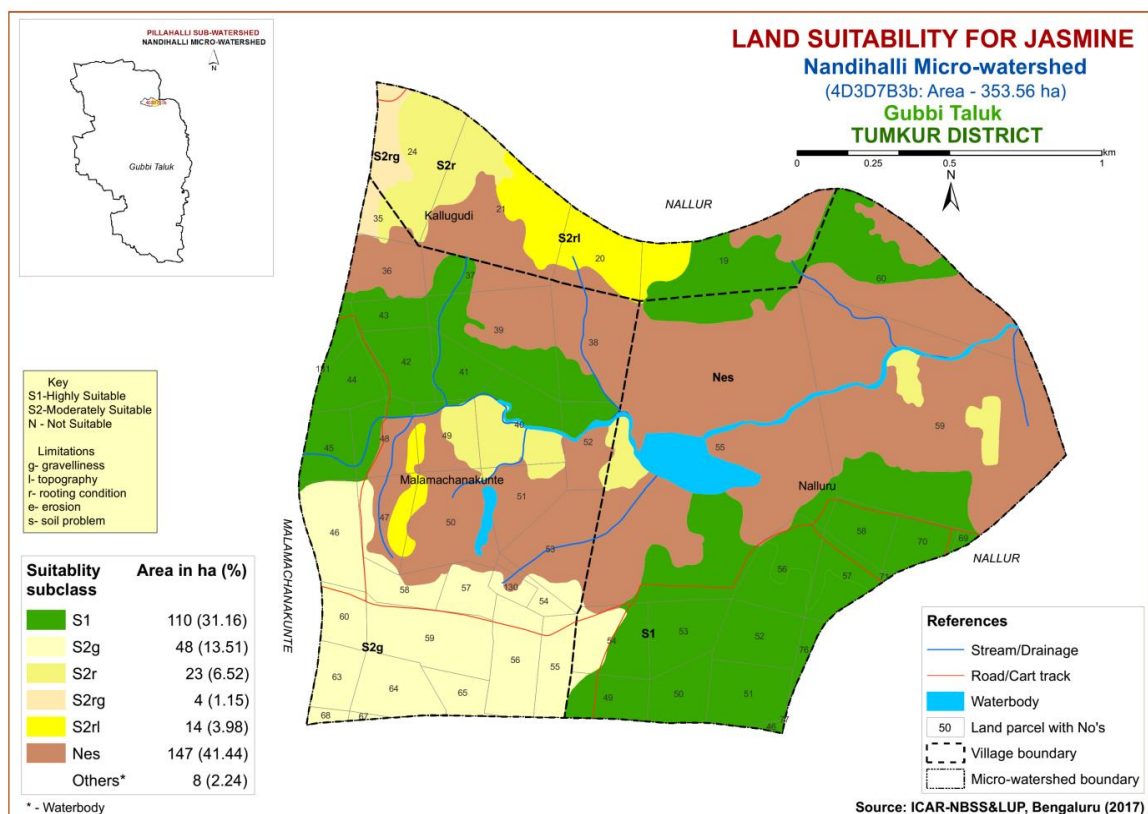 PILLAHALLI SUB-WATERSHED
NANDIHALLI MICRO-WATERSHED
N
Gubbi Taluk
LAND SUITABILITY FOR JASMINE
Nandihalli Micro-watershed
(4D3D7B3b: Area - 353.56 ha)
Gubbi Taluk
TUMKUR DISTRICT
km
0 0.25 0.5 1
N
S2rg
24
S2r
35
Kallugudi
21
S2rl
20
NALLUR
19
60
36
37
43
39
38
42
41
44
Nes
45
48
49
40
52
55
59
Malamachanakunte
51
50
47
53
Nalluru
46
58
57
130
54
MALAMACHANAKUNTE
60
59
S2g
56
55
63
64
65
68
67
54
S1
53
56
58
70
69
57
71
NALLUR
52
76
49
50
51
46
77
Key
S1-Highly Suitable
S2-Moderately Suitable
N - Not Suitable
Limitations
g- gravelliness
l- topography
r- rooting condition
e- erosion
s- soil problem
Suitablity Area in ha (%)
subclass
S1 110 (31.16)
S2g 48 (13.51)
S2r 23 (6.52)
S2rg 4 (1.15)
S2rl 14 (3.98)
Nes 147 (41.44)
Others* 8 (2.24)
* - Waterbody
References
Stream/Drainage
Road/Cart track
Waterbody
50 Land parcel with No's
Village boundary
Micro-watershed boundary
Source: ICAR-NBSS&LUP, Bengaluru (2017)